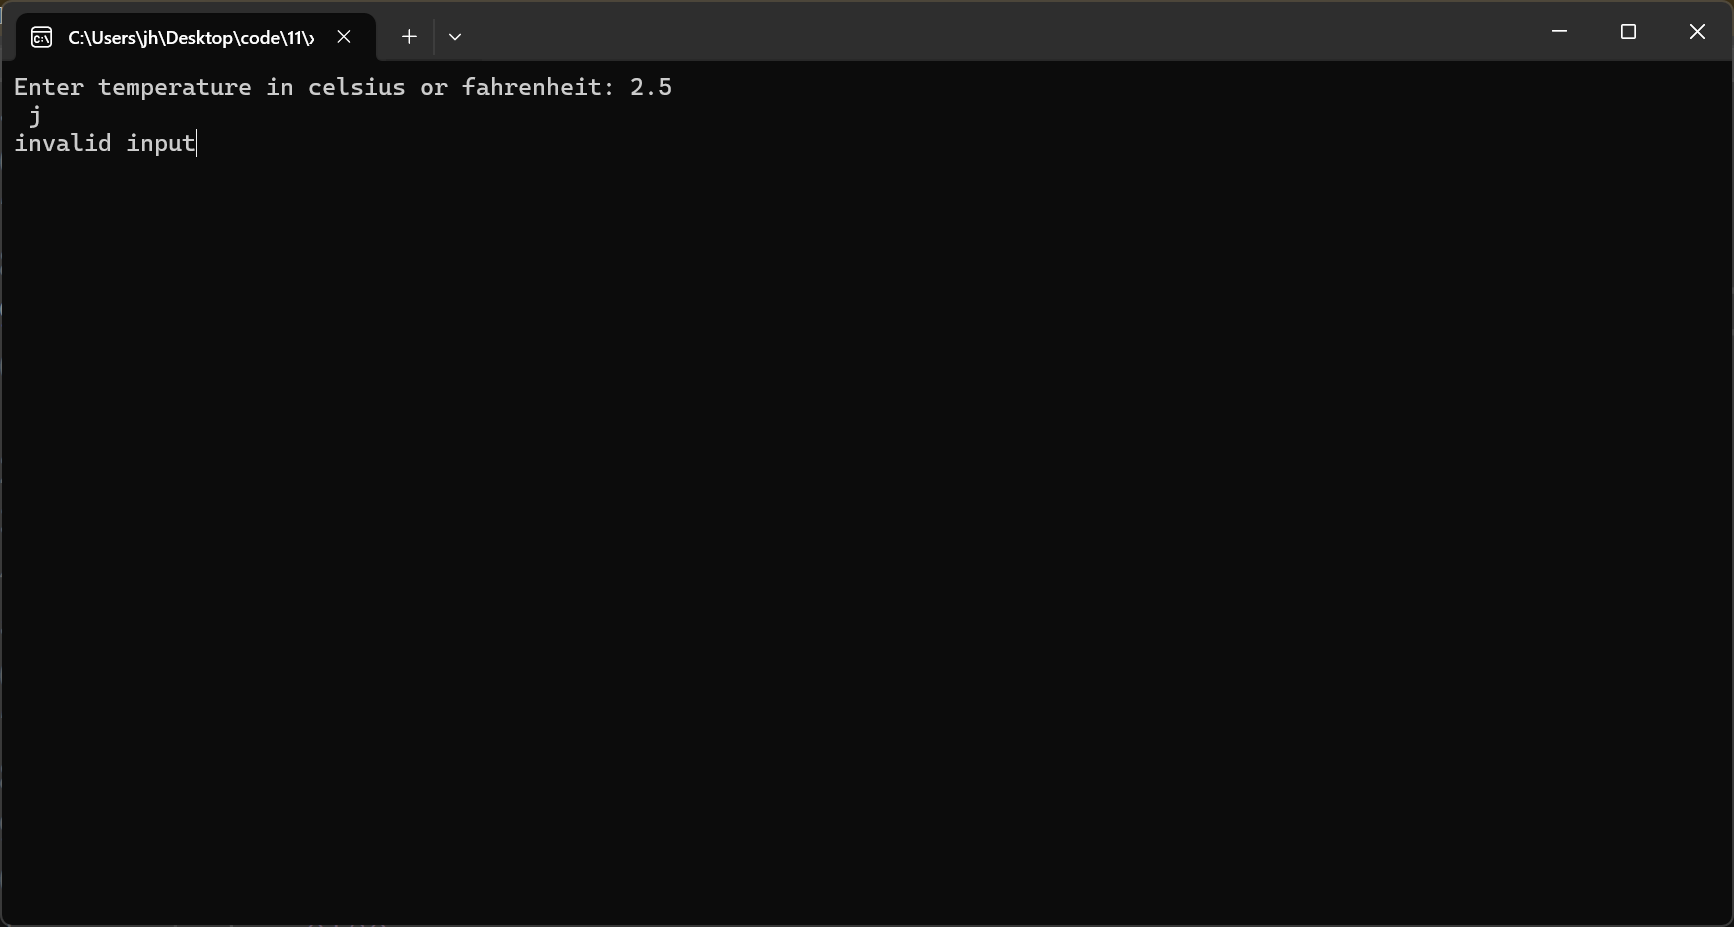 C:\Users\jh\Desktop\code\11\
Enter temperature in celsius or fahrenheit: 2.5
 j
invalid input